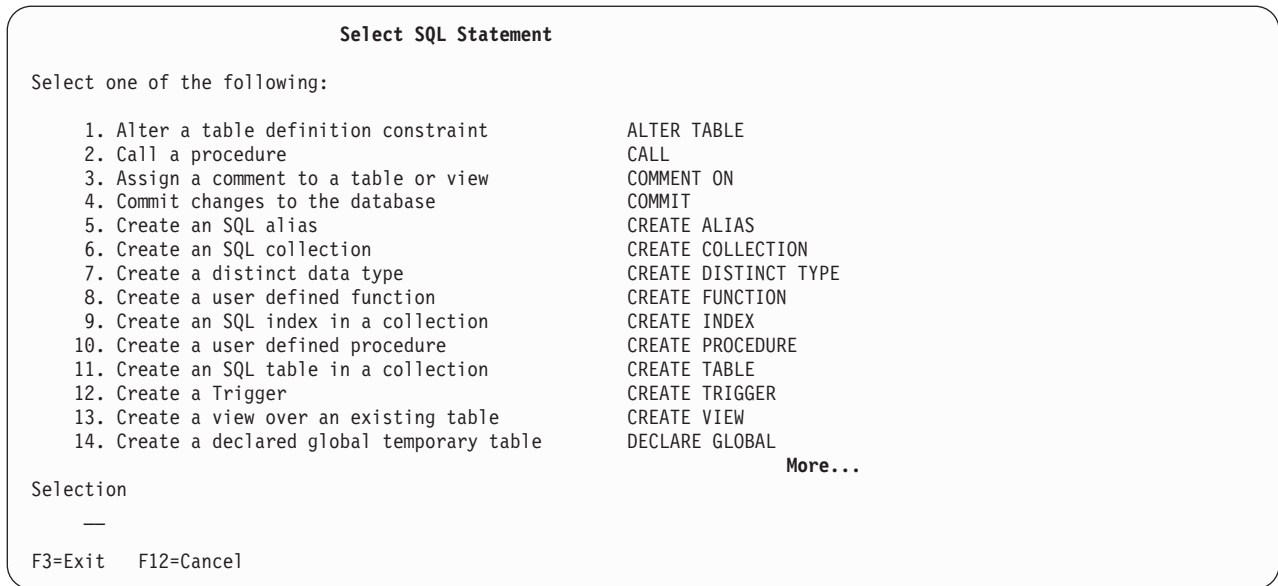 Select SQL Statement
Select one of the following:
1. Alter a table definition constraint ALTER TABLE
2. Call a procedure CALL
3. Assign a comment to a table or view COMMENT ON
4. Commit changes to the database COMMIT
5. Create an SQL alias CREATE ALIAS
6. Create an SQL collection CREATE COLLECTION
7. Create a distinct data type CREATE DISTINCT TYPE
8. Create a user defined function CREATE FUNCTION
9. Create an SQL index in a collection CREATE INDEX
10. Create a user defined procedure CREATE PROCEDURE
11. Create an SQL table in a collection CREATE TABLE
12. Create a Trigger CREATE TRIGGER
13. Create a view over an existing table CREATE VIEW
14. Create a declared global temporary table DECLARE GLOBAL
More...
Selection
__
F3=Exit F12=Cancel